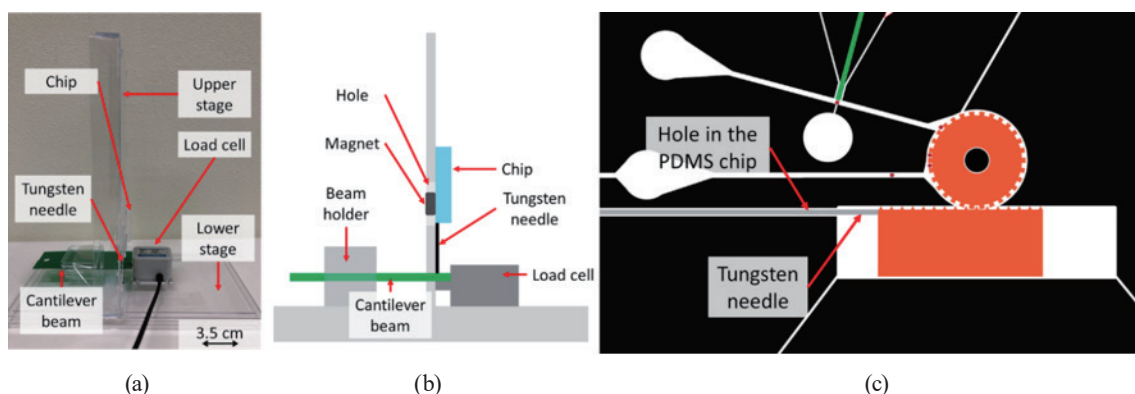 Chip
Upper
stage
Load cell
Tungsten
needle
Lower
stage
Cantilever
beam
3.5 cm
(a)
Hole
Magnet
Chip
Beam
holder
Tungsten
needle
Load cell
Cantilever
beam
(b)
Hole in the
PDMS chip
Tungsten
needle
(c)